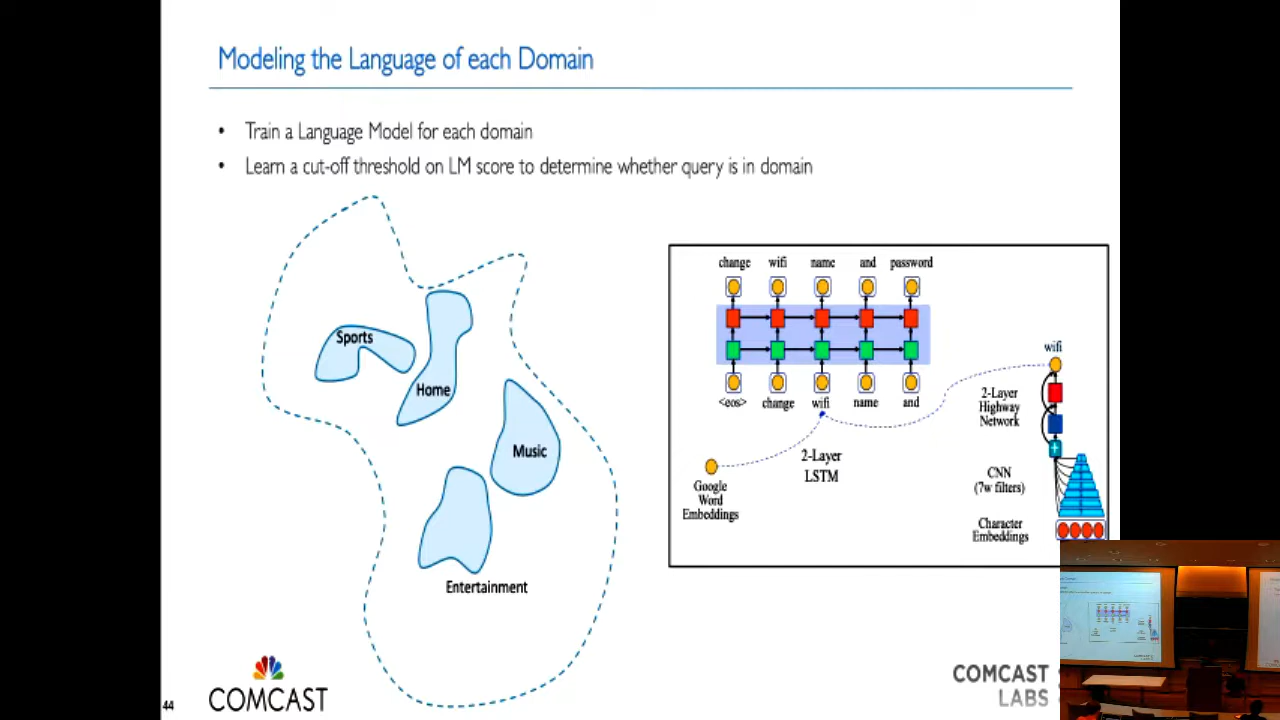 Modeling the Language of each Domain
• Train a Language Model for each domain
• Learn a cut-off threshold on LM score to determine whether query is in domain
Sports
Home
Music
Entertainment
change wifi name and password
<eos> change wifi name and
2-Layer
LSTM
Google
Word
Embeddings
wifi
2-Layer
Highway
Network
+
CNN
(7w filters)
Character
Embeddings
44
COMCAST
COMCAST
LABS